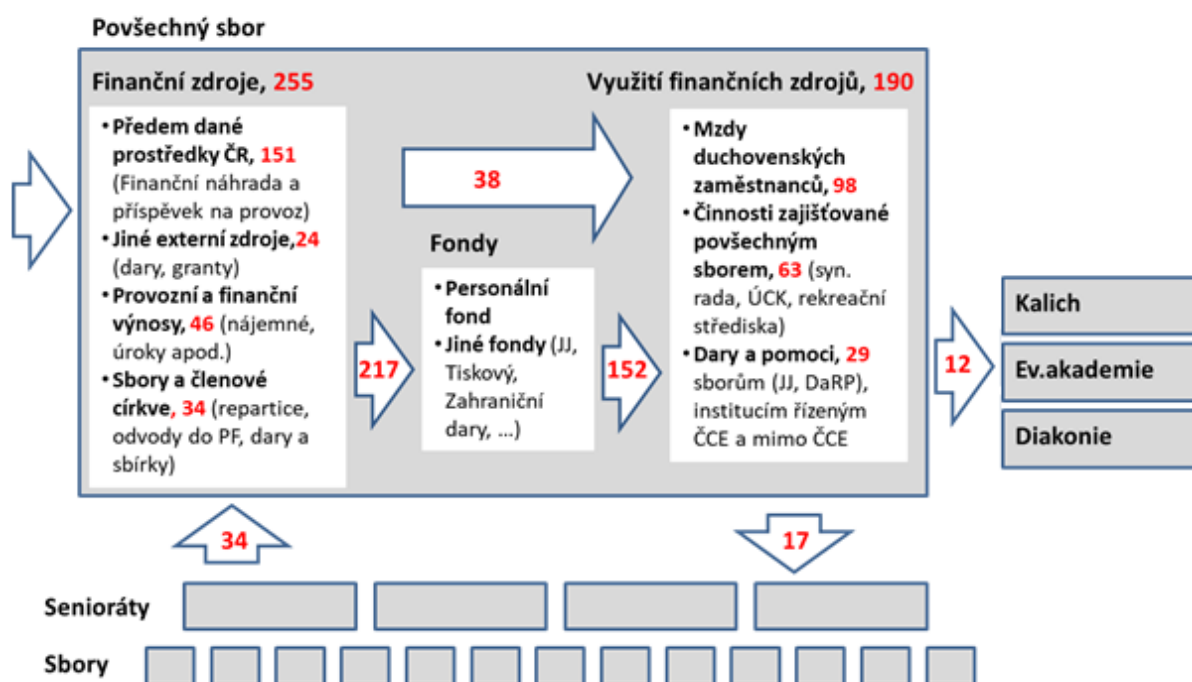 Povšechný sbor
Finanční zdroje, 255
• Předem dané
prostředky ČR, 151
(Finanční náhrada a
příspěvek na provoz)
• Jiné externí zdroje,24
(dary, granty)
• Provozní a finanční
výnosy, 46 (nájemné,
úroky apod.)
• Sbory a členové
církve, 34 (repartice,
odvody do PF, dary a
sbírky)
38
Fondy
217
• Personální
fond
• Jiné fondy (JJ,
Tiskový,
Zahraniční
dary, ...)
152
Využití finančních zdrojů, 190
• Mzdy
duchovenských
zaměstnanců, 98
• Činnosti zajišťované
povšechným
sborem, 63 (syn.
rada, ÚCK, rekreační
střediska)
• Dary a pomoci, 29
sborům (JJ, DaRP),
institucím řízeným
ČCE a mimo ČCE
12
Kalich
Ev.akademie
Diakonie
34
17
Senioráty
Sbory